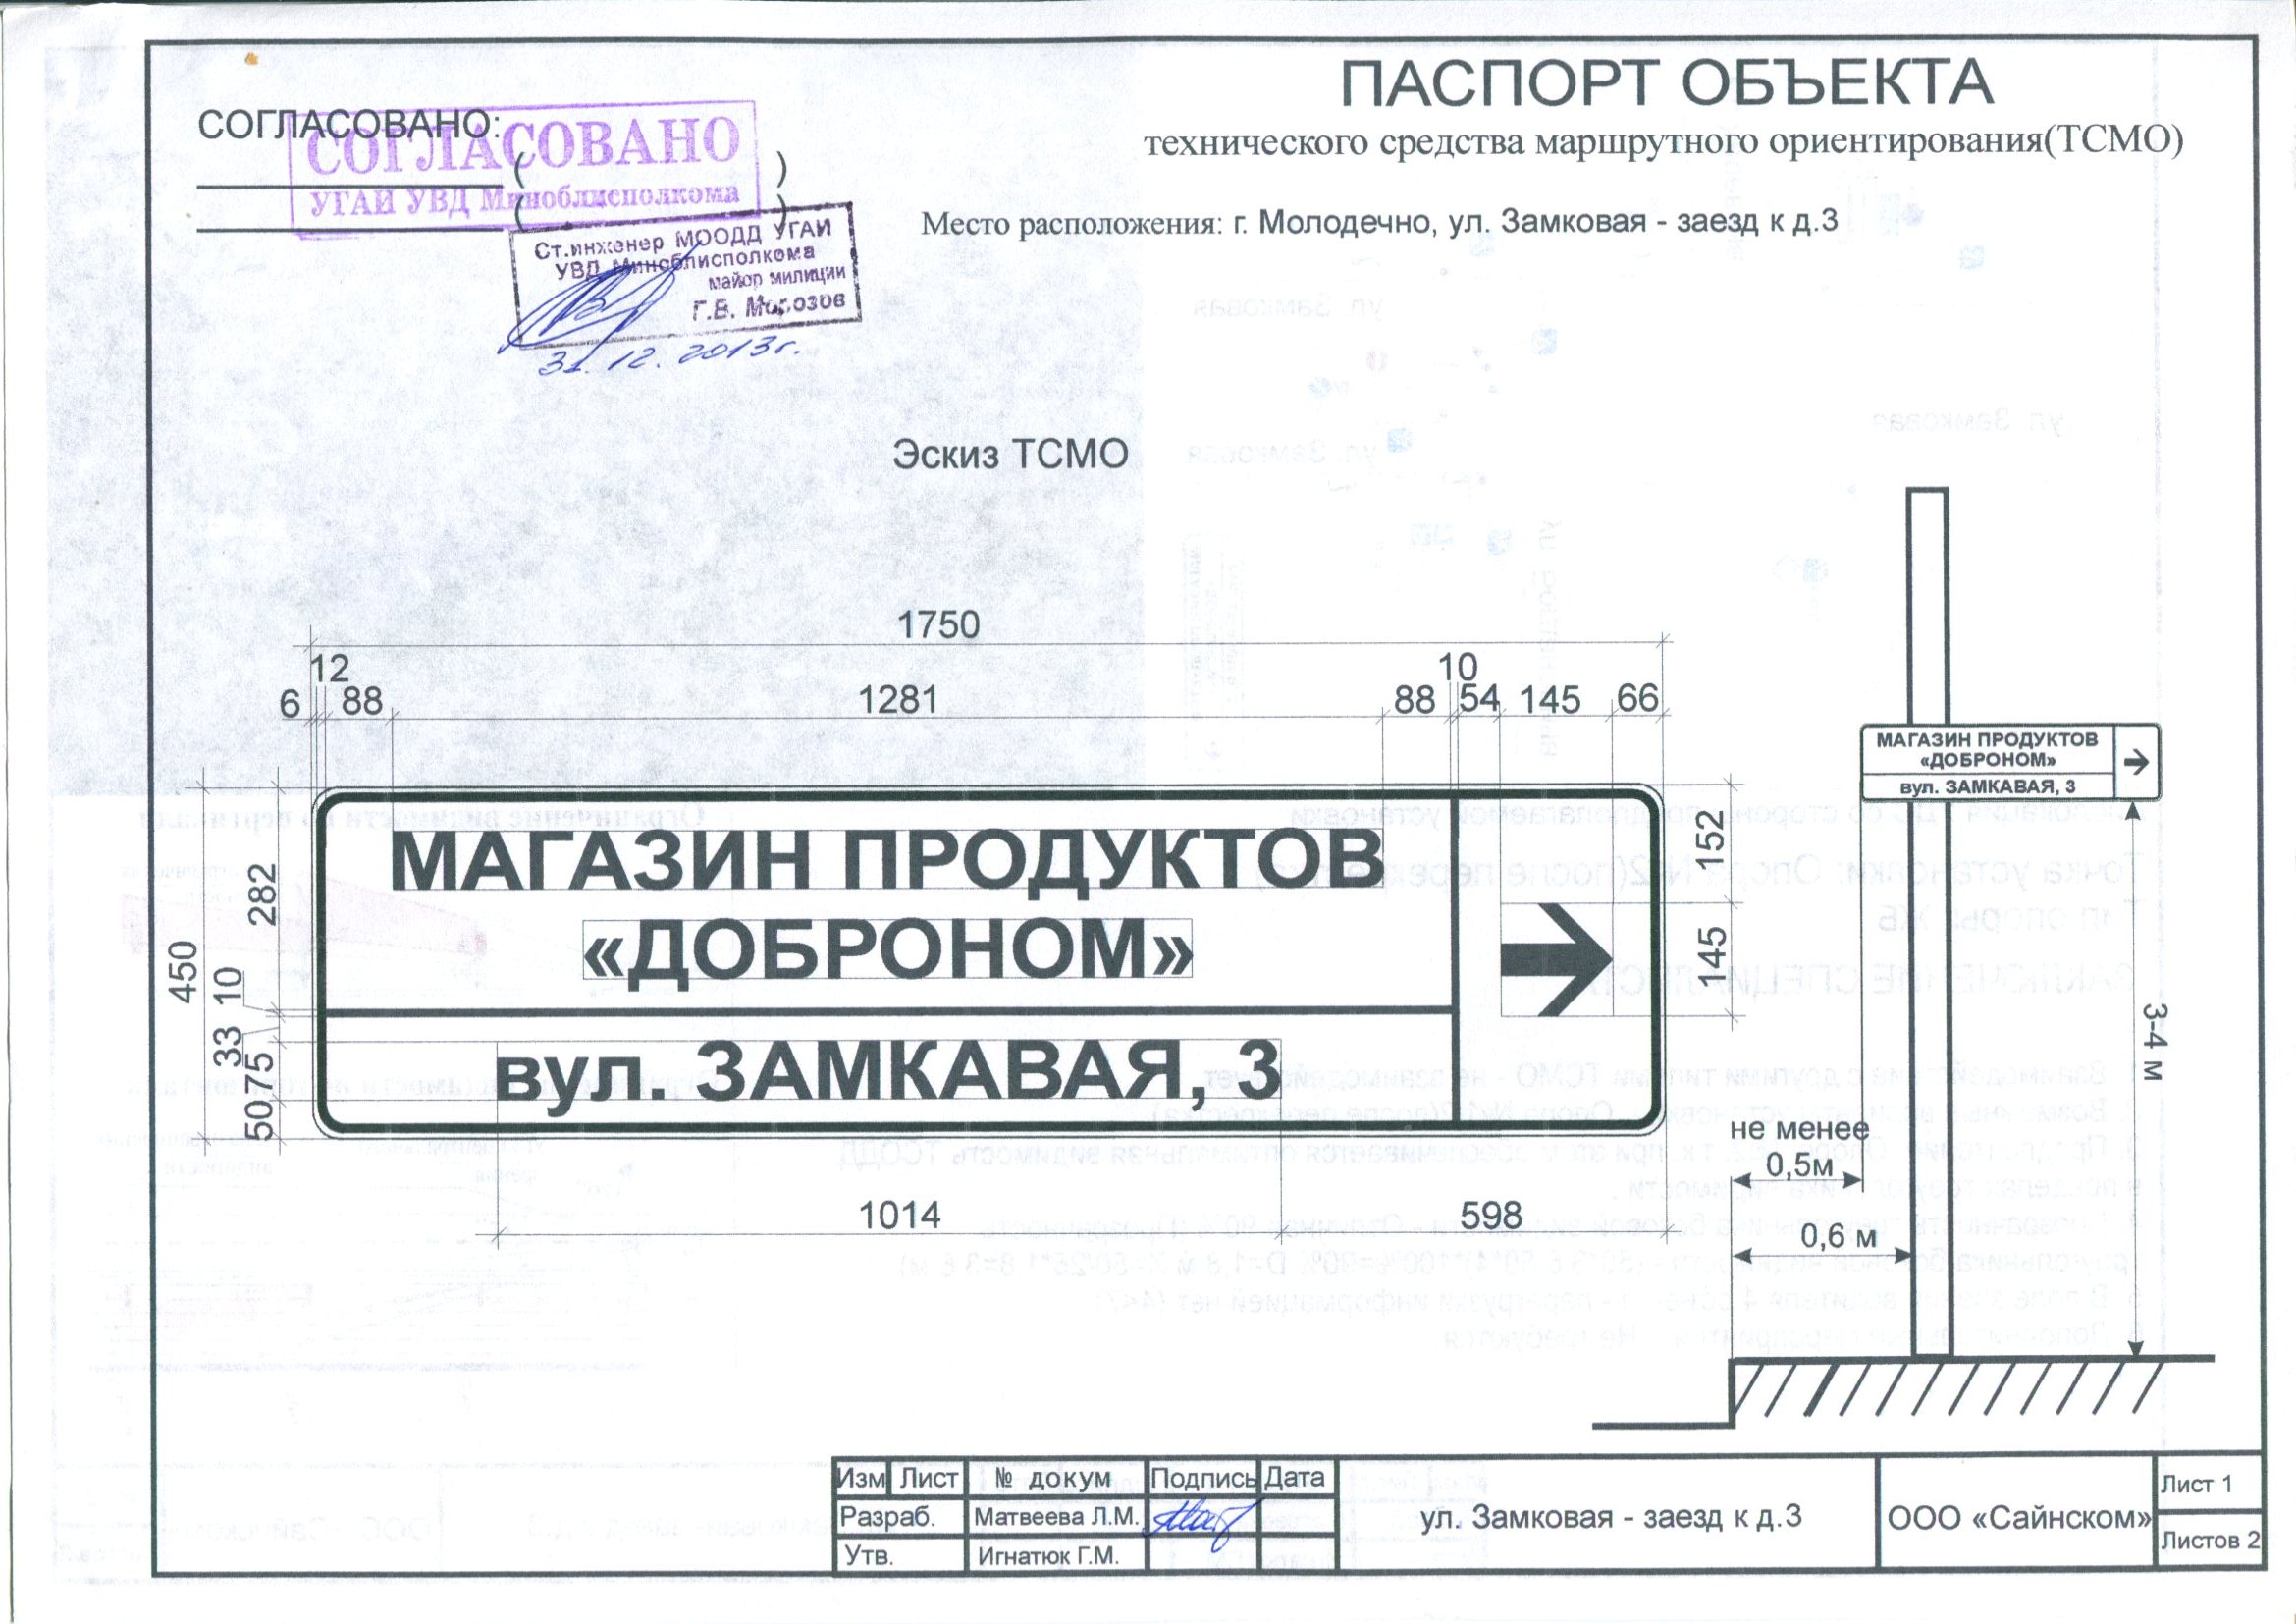 ПАСПОРТ ОБЪЕКТА
технического средства маршрутного ориентирования(ТСМО)
СОГЛАСОВАНО:
СОГЛАСОВАНО
УГАИ УВД Миноблисполкома
( )
( )
Ст.инженер МООДД УГАИ
УВД Миноблисполкома
майор милиции
Г.В. Морозов
31.12.2013г.
Место расположения: г. Молодечно, ул. Замковая - заезд к д.3
Эскиз ТСМО
1750
12
10
6 88 1281 88 54 145 66
МАГАЗИН ПРОДУКТОВ
«ДОБРОНОМ»
вул. ЗАМКАВАЯ, 3
450
282
10
33
75
50
152
145
1014
598
МАГАЗИН ПРОДУКТОВ
«ДОБРОНОМ»
вул. ЗАМКАВАЯ, 3
3-4 м
не менее
0,5м
0,6 м
Изм Лист № докум Подпись Дата
Разраб. Матвеева Л.М.
Утв. Игнатюк Г.М.
ул. Замковая - заезд к д.3
ООО «Сайнском»
Лист 1
Листов 2